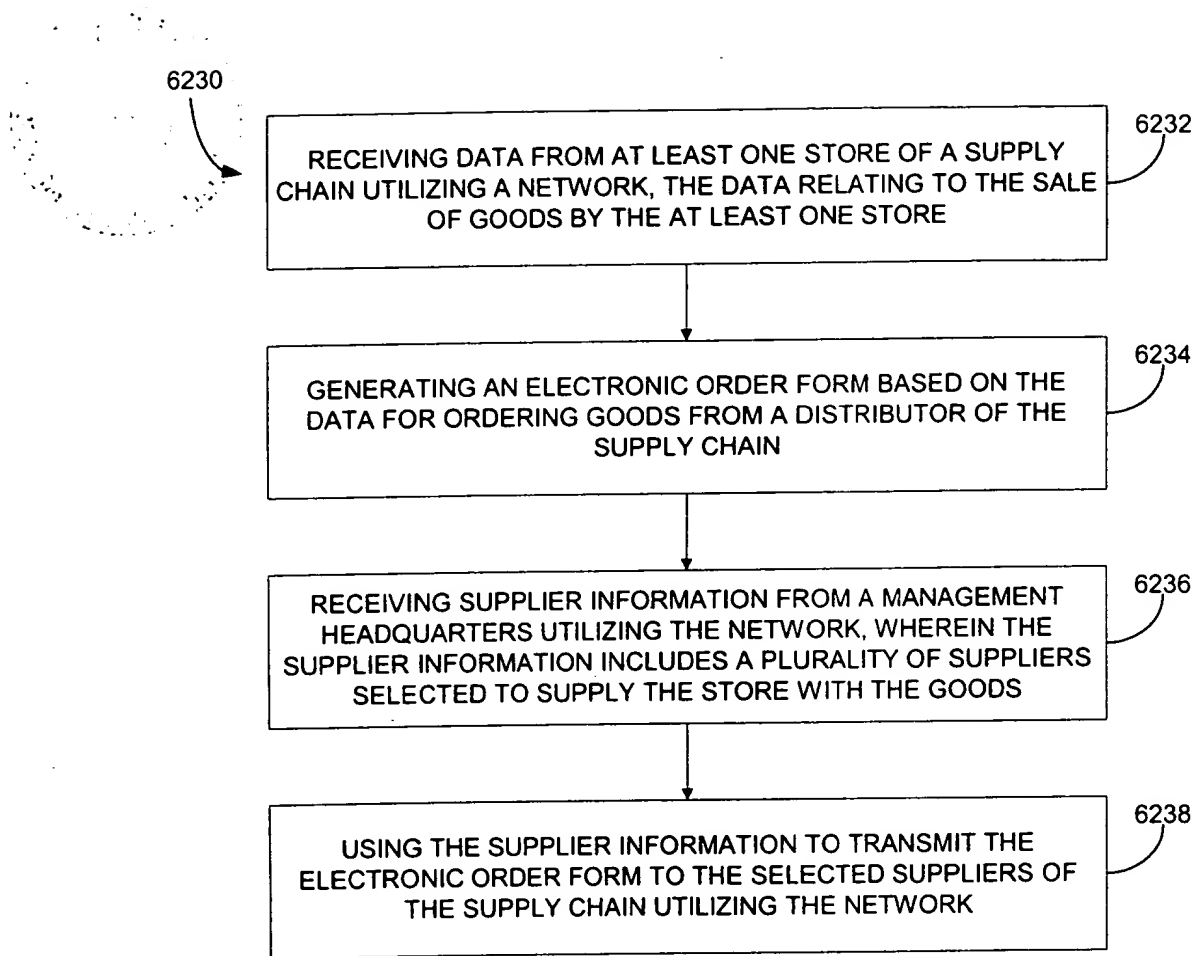 6230
6232
RECEIVING DATA FROM AT LEAST ONE STORE OF A SUPPLY
CHAIN UTILIZING A NETWORK, THE DATA RELATING TO THE SALE
OF GOODS BY THE AT LEAST ONE STORE
6234
GENERATING AN ELECTRONIC ORDER FORM BASED ON THE
DATA FOR ORDERING GOODS FROM A DISTRIBUTOR OF THE
SUPPLY CHAIN
6236
RECEIVING SUPPLIER INFORMATION FROM A MANAGEMENT
HEADQUARTERS UTILIZING THE NETWORK, WHEREIN THE
SUPPLIER INFORMATION INCLUDES A PLURALITY OF SUPPLIERS
SELECTED TO SUPPLY THE STORE WITH THE GOODS
6238
USING THE SUPPLIER INFORMATION TO TRANSMIT THE
ELECTRONIC ORDER FORM TO THE SELECTED SUPPLIERS OF
THE SUPPLY CHAIN UTILIZING THE NETWORK